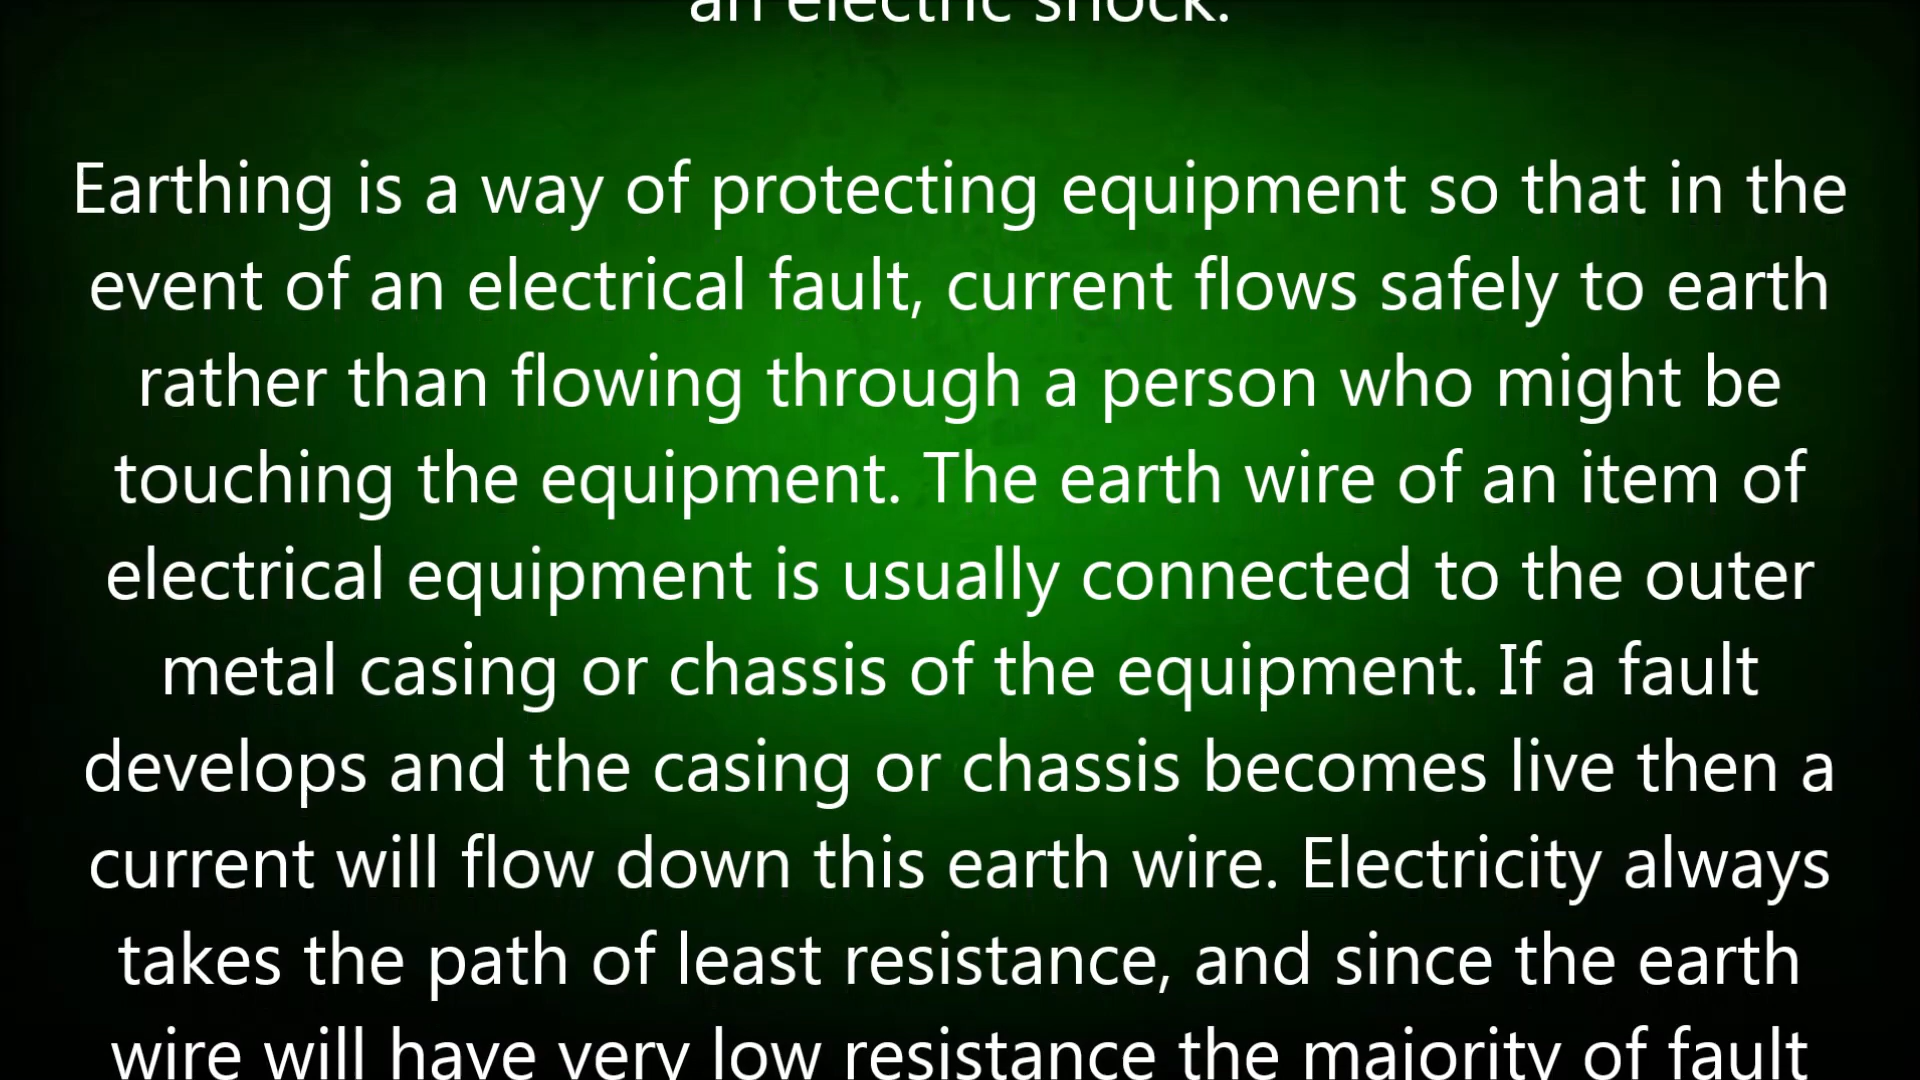 an electric shock.
Earthing is a way of protecting equipment so that in the
event of an electrical fault, current flows safely to earth
rather than flowing through a person who might be
touching the equipment. The earth wire of an item of
electrical equipment is usually connected to the outer
metal casing or chassis of the equipment. If a fault
develops and the casing or chassis becomes live then a
current will flow down this earth wire. Electricity always
takes the path of least resistance, and since the earth
wire will have very low resistance the majority of fault